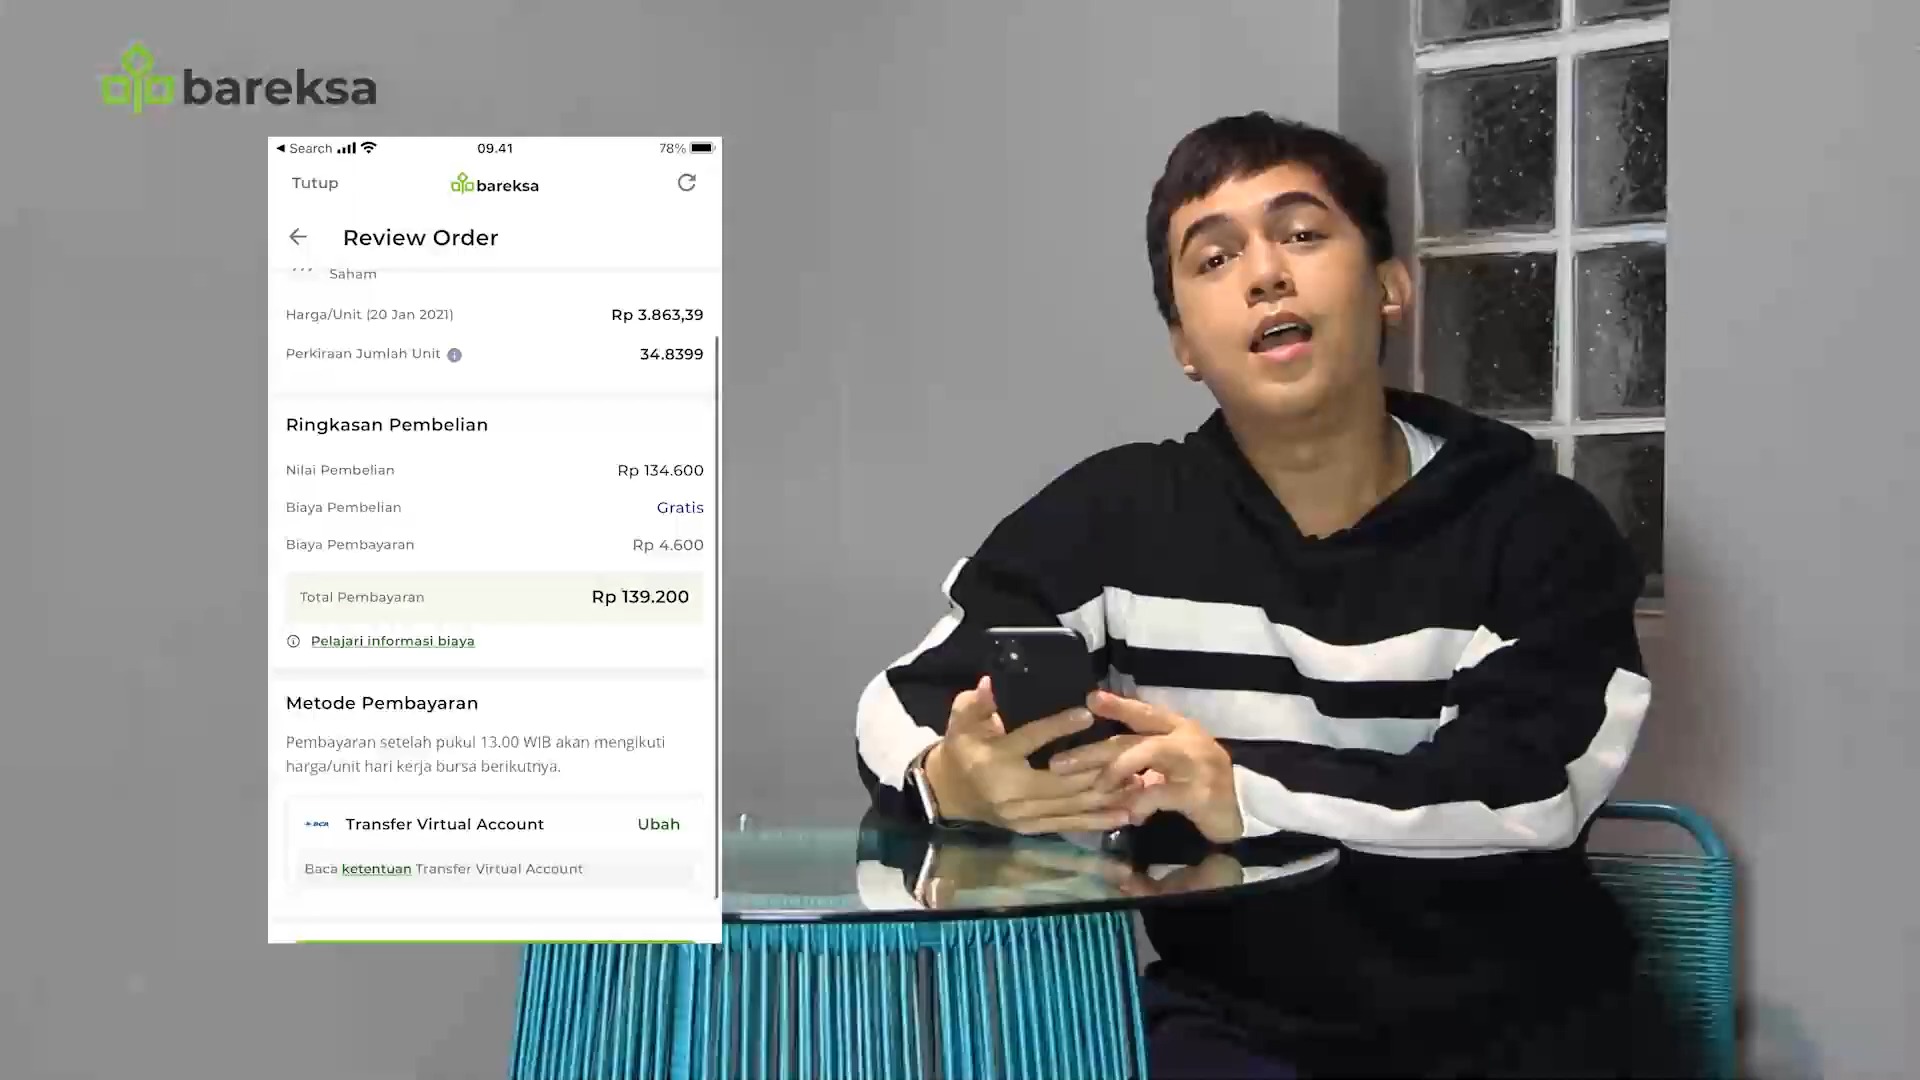 bareksa
Search 09.41 78%
Tutup bareksa
Review Order
Saham
Harga/Unit (20 Jan 2021) Rp 3.863,39
Perkiraan Jumlah Unit 34.8399
Ringkasan Pembelian
Nilai Pembelian Rp 134.600
Biaya Pembelian Gratis
Biaya Pembayaran Rp 4.600
Total Pembayaran Rp 139.200
Pelajari informasi biaya
Metode Pembayaran
Pembayaran setelah pukul 13.00 WIB akan mengikuti
harga/unit hari kerja bursa berikutnya.
BCA Transfer Virtual Account Ubah
Baca ketentuan Transfer Virtual Account